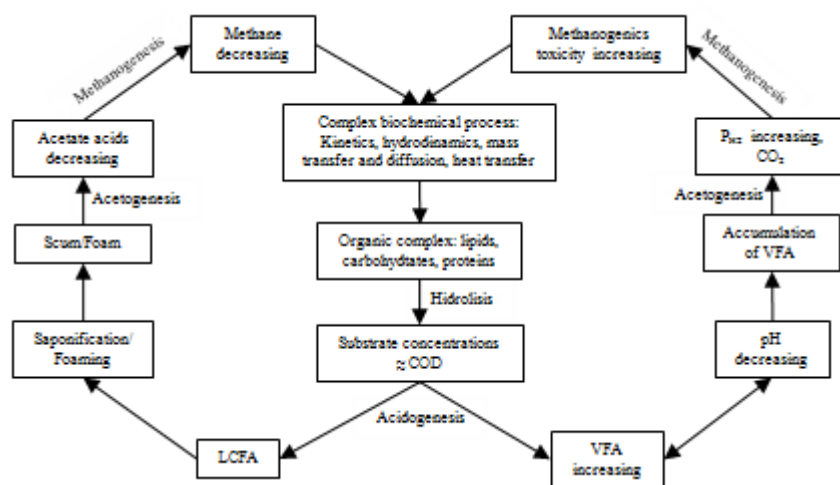 Methane
decreasing
Methanogenics
toxicity increasing
Methanogenesis
Methanogenesis
Complex biochemical process:
Kinetics, hydrodinamics, mass
transfer and diffusion, heat transfer
Acetate acids
decreasing
P_H2 increasing,
CO₂
Acetogenesis
Acetogenesis
Scum/Foam
Organic complex: lipids,
carbohydtates, proteins
Accumulation
of VFA
Hidrolisis
Saponification/
Foaming
Substrate concentrations
≈ COD
pH
decreasing
Acidogenesis
LCFA
VFA
increasing